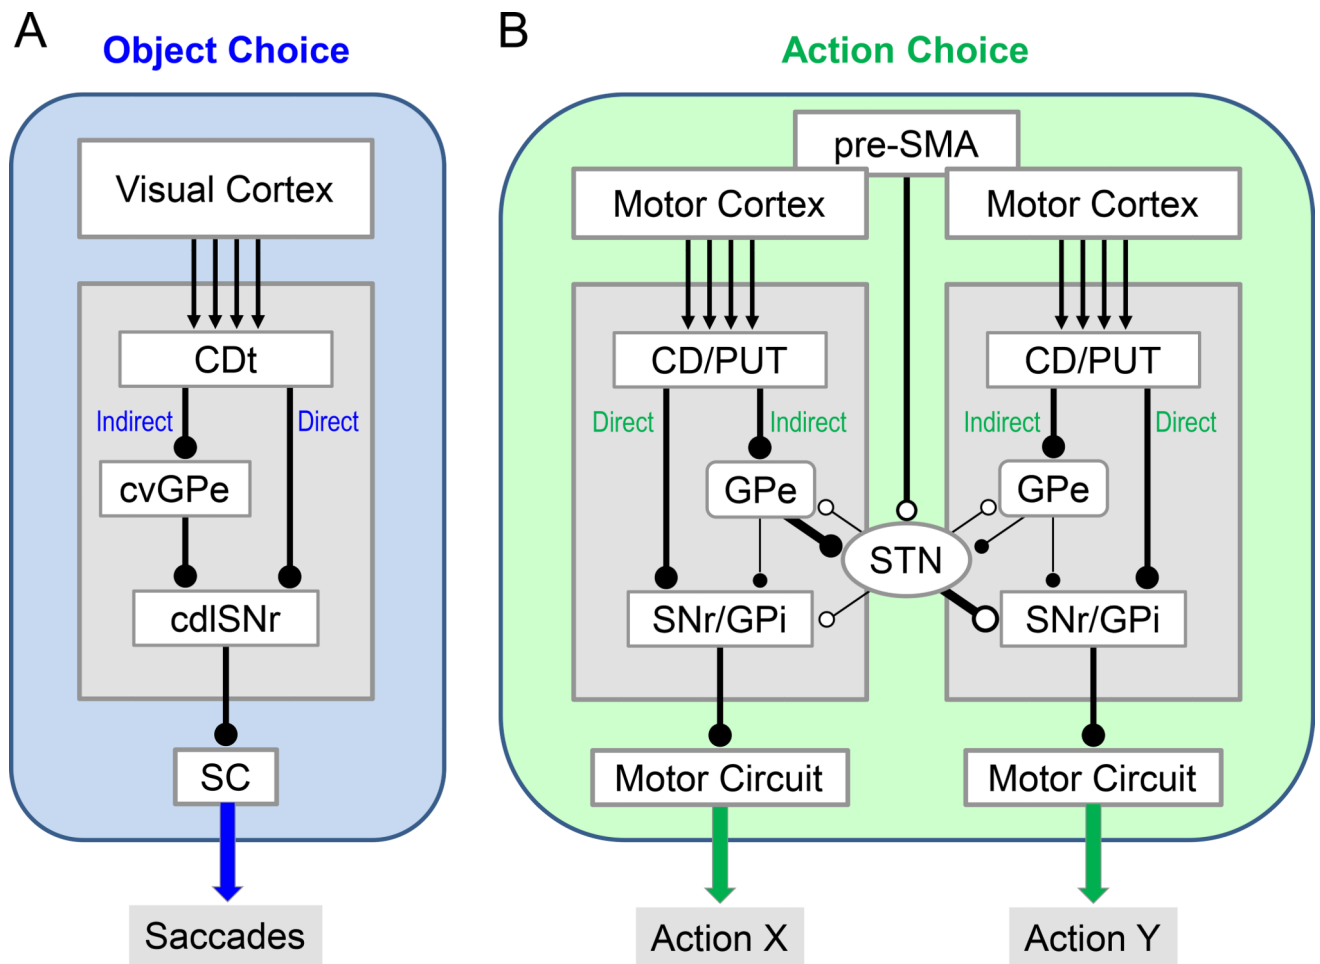 A
Object Choice
Visual Cortex
CDt
Indirect
Direct
cvGPe
cdlSNr
SC
Saccades
B
Action Choice
pre-SMA
Motor Cortex
Motor Cortex
CD/PUT
CD/PUT
Direct
Indirect
Indirect
Direct
GPe
GPe
STN
SNr/GPi
SNr/GPi
Motor Circuit
Motor Circuit
Action X
Action Y